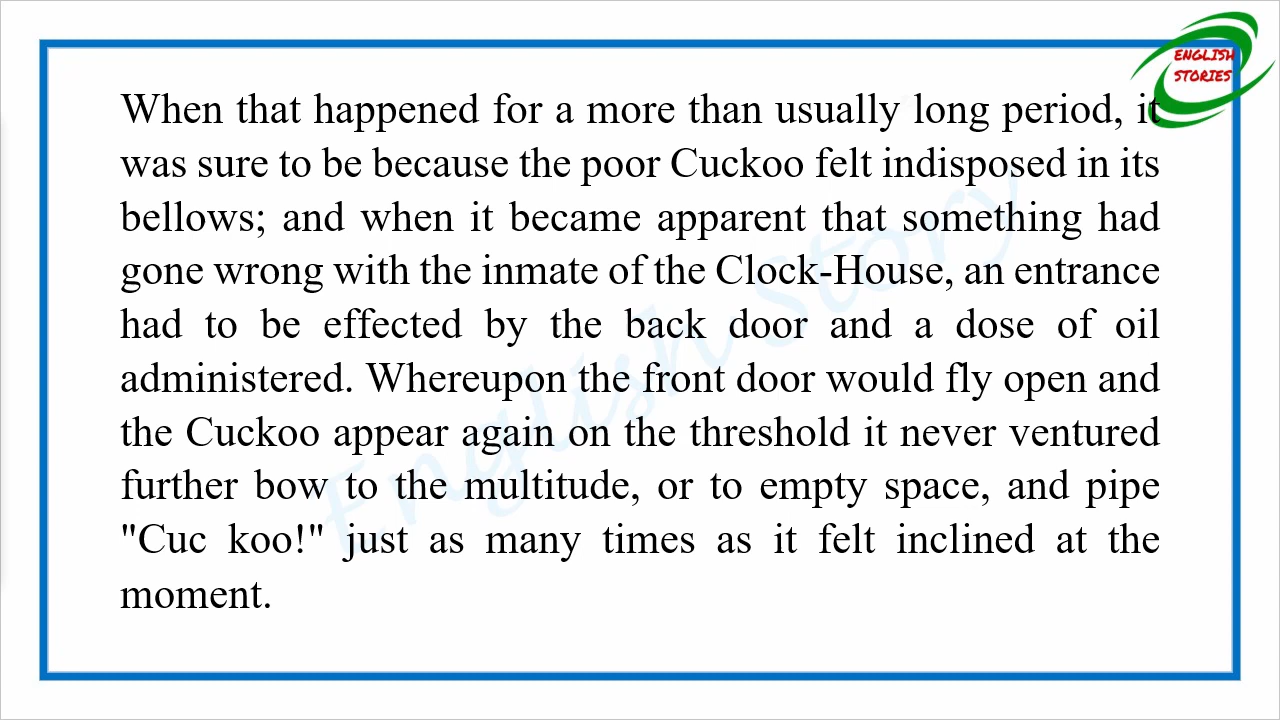 ENGLISH
STORIES
When that happened for a more than usually long period, it
was sure to be because the poor Cuckoo felt indisposed in its
bellows; and when it became apparent that something had
gone wrong with the inmate of the Clock-House, an entrance
had to be effected by the back door and a dose of oil
administered. Whereupon the front door would fly open and
the Cuckoo appear again on the threshold it never ventured
further bow to the multitude, or to empty space, and pipe
"Cuc koo!" just as many times as it felt inclined at the
moment.
English Story